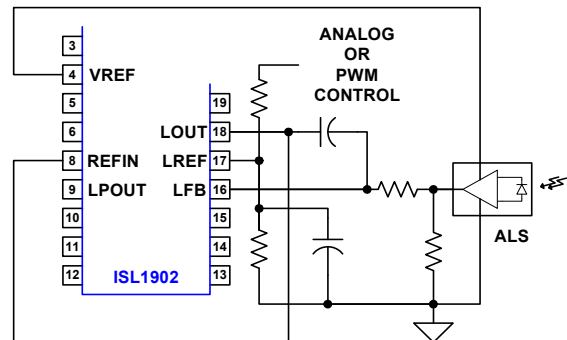 ANALOG
OR
PWM
CONTROL
3
4 VREF
5
6
8 REFIN
9 LPOUT
10
11
12
ISL1902
19
LOUT 18
LREF 17
LFB 16
15
14
13
ALS